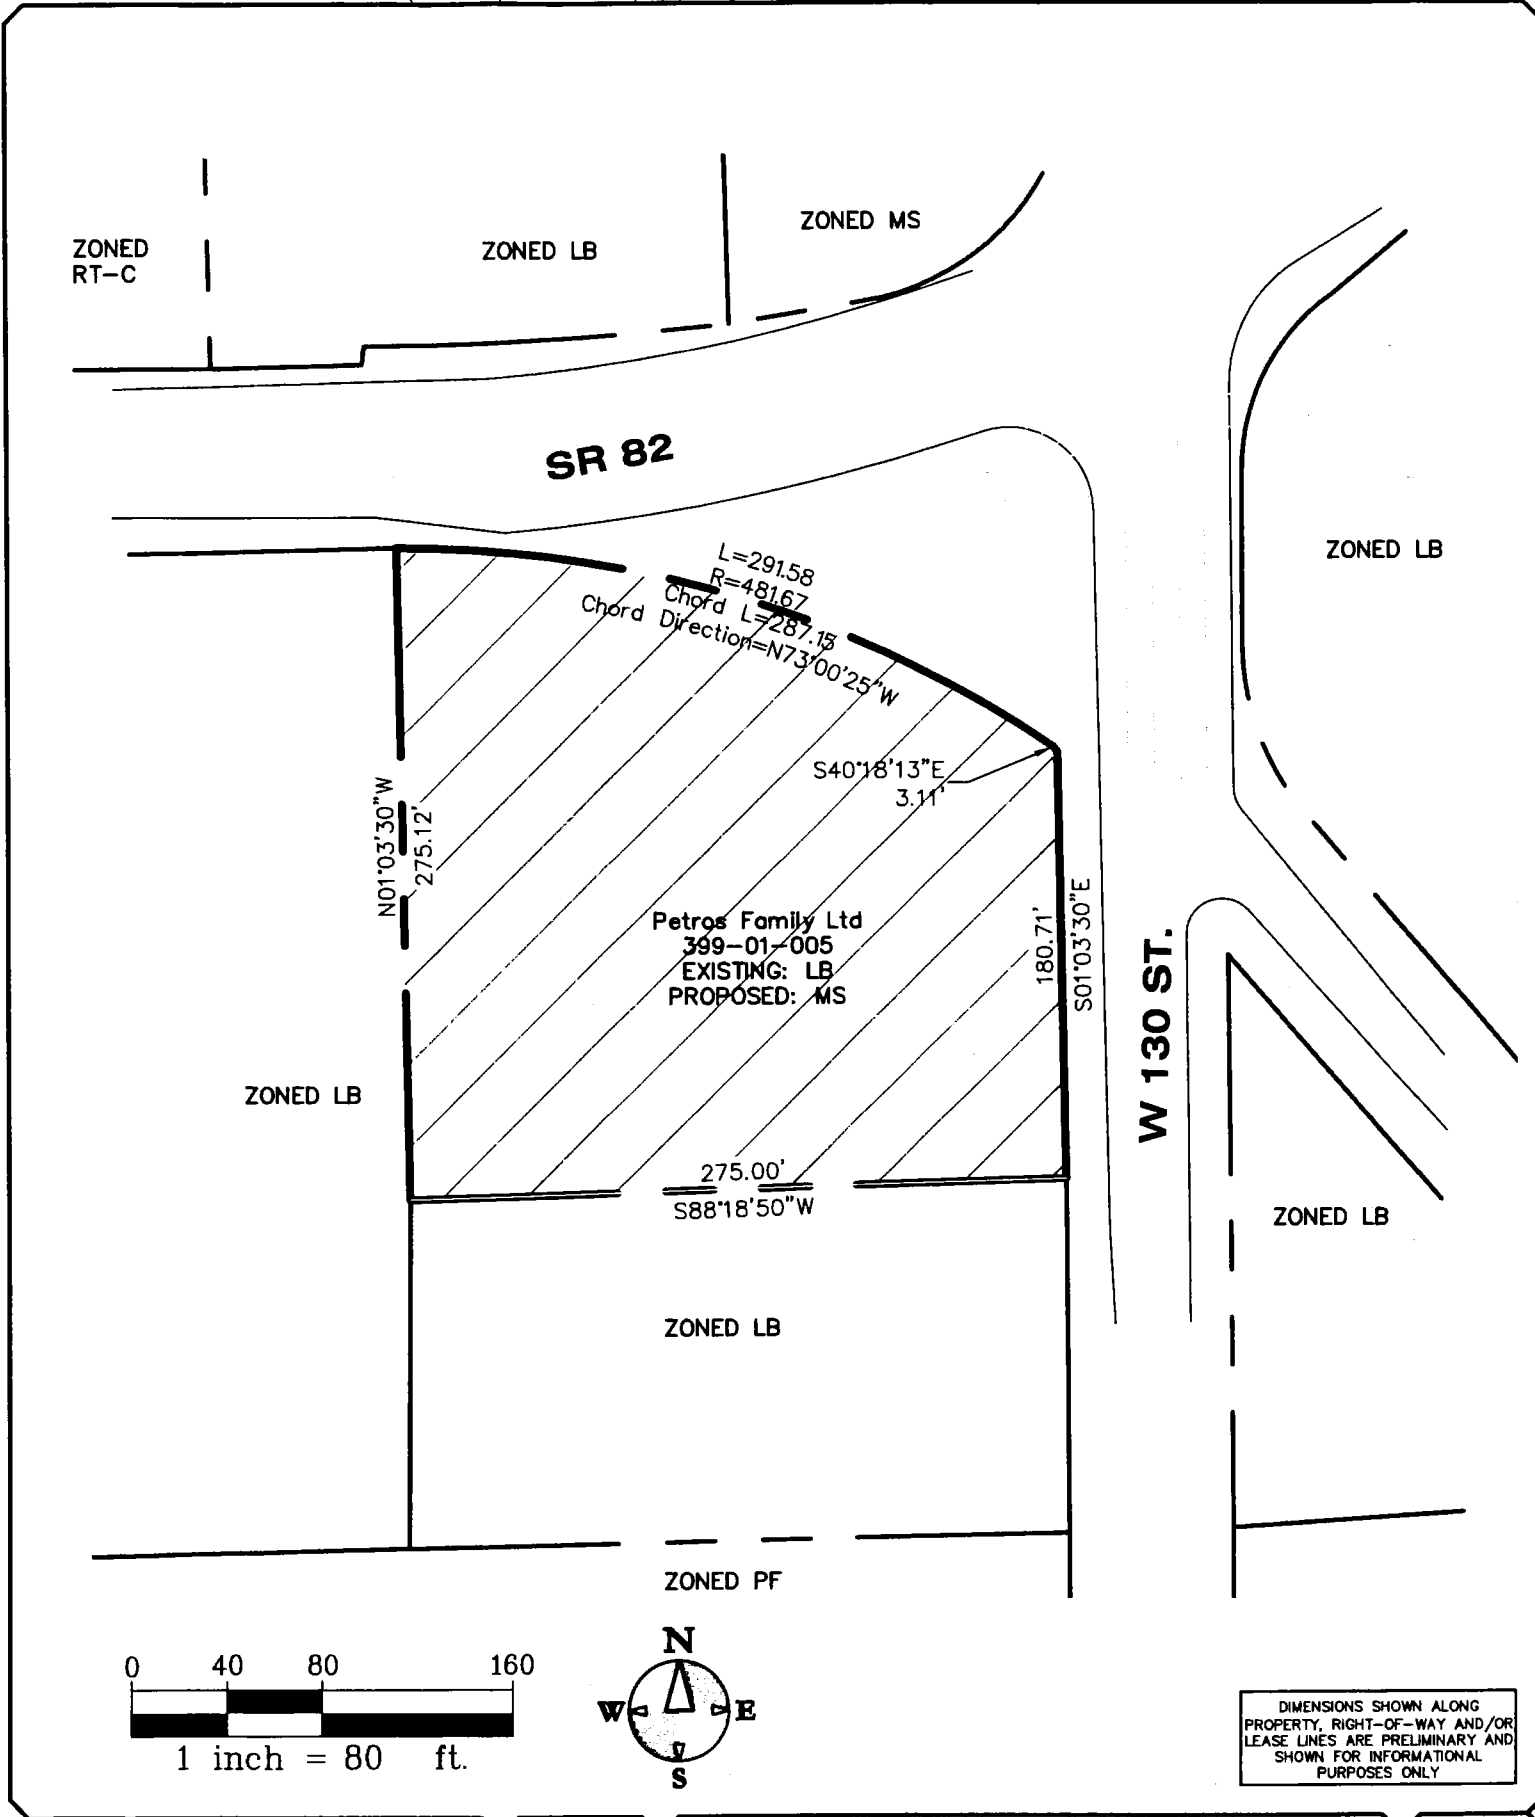 ZONED
RT-C
ZONED LB
ZONED MS
SR 82
ZONED LB
L=291.58
R=481.67
Chord L=287.15
Chord Direction=N73°00'25"W
S40°18'13"E
3.11'
N01°03'30"W
275.12'
Petros Family Ltd
399-01-005
EXISTING: LB
PROPOSED: MS
180.71'
S01°03'30"E
W 130 ST.
ZONED LB
275.00'
S88°18'50"W
ZONED LB
ZONED LB
ZONED PF
0 40 80 160
1 inch = 80 ft.
N
W E
S
DIMENSIONS SHOWN ALONG
PROPERTY, RIGHT-OF-WAY AND/OR
LEASE LINES ARE PRELIMINARY AND
SHOWN FOR INFORMATIONAL
PURPOSES ONLY